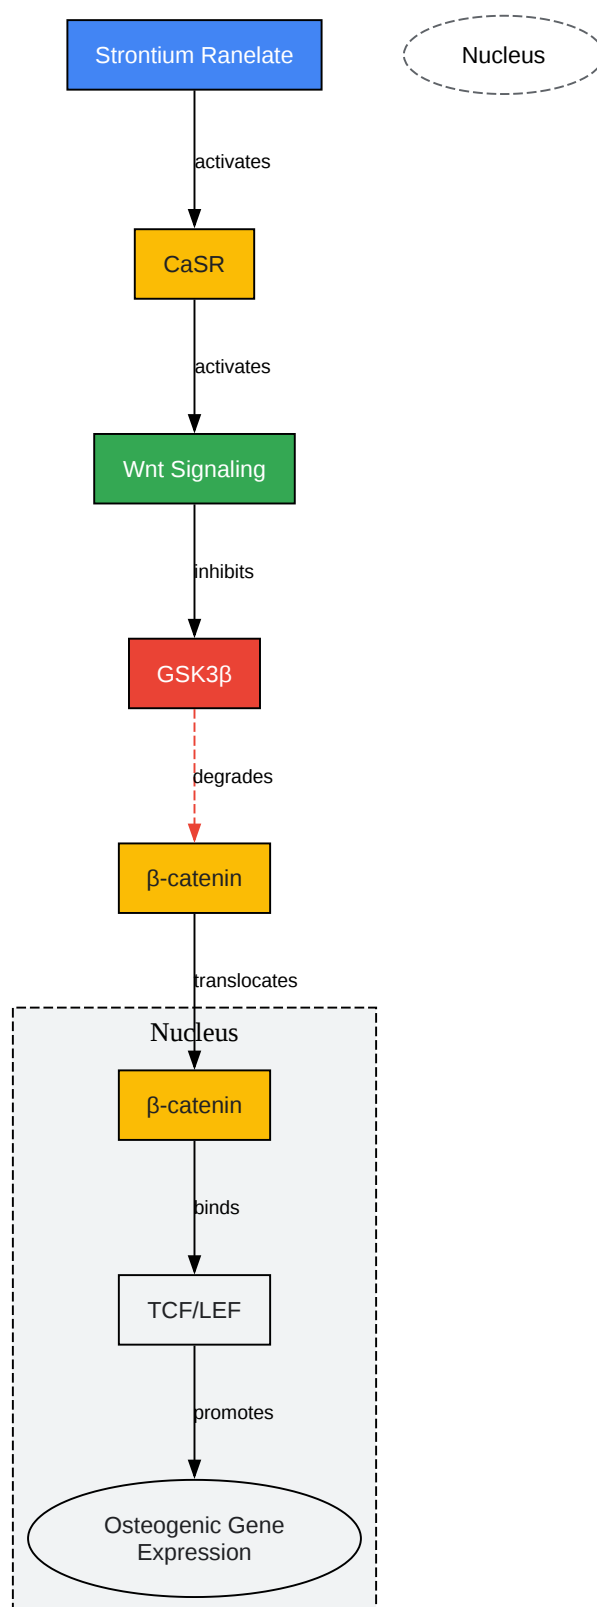 Strontium Ranelate
Nucleus
activates
CaSR
activates
Wnt Signaling
inhibits
GSK3β
degrades
β-catenin
translocates
Nucleus
β-catenin
binds
TCF/LEF
promotes
Osteogenic Gene
Expression